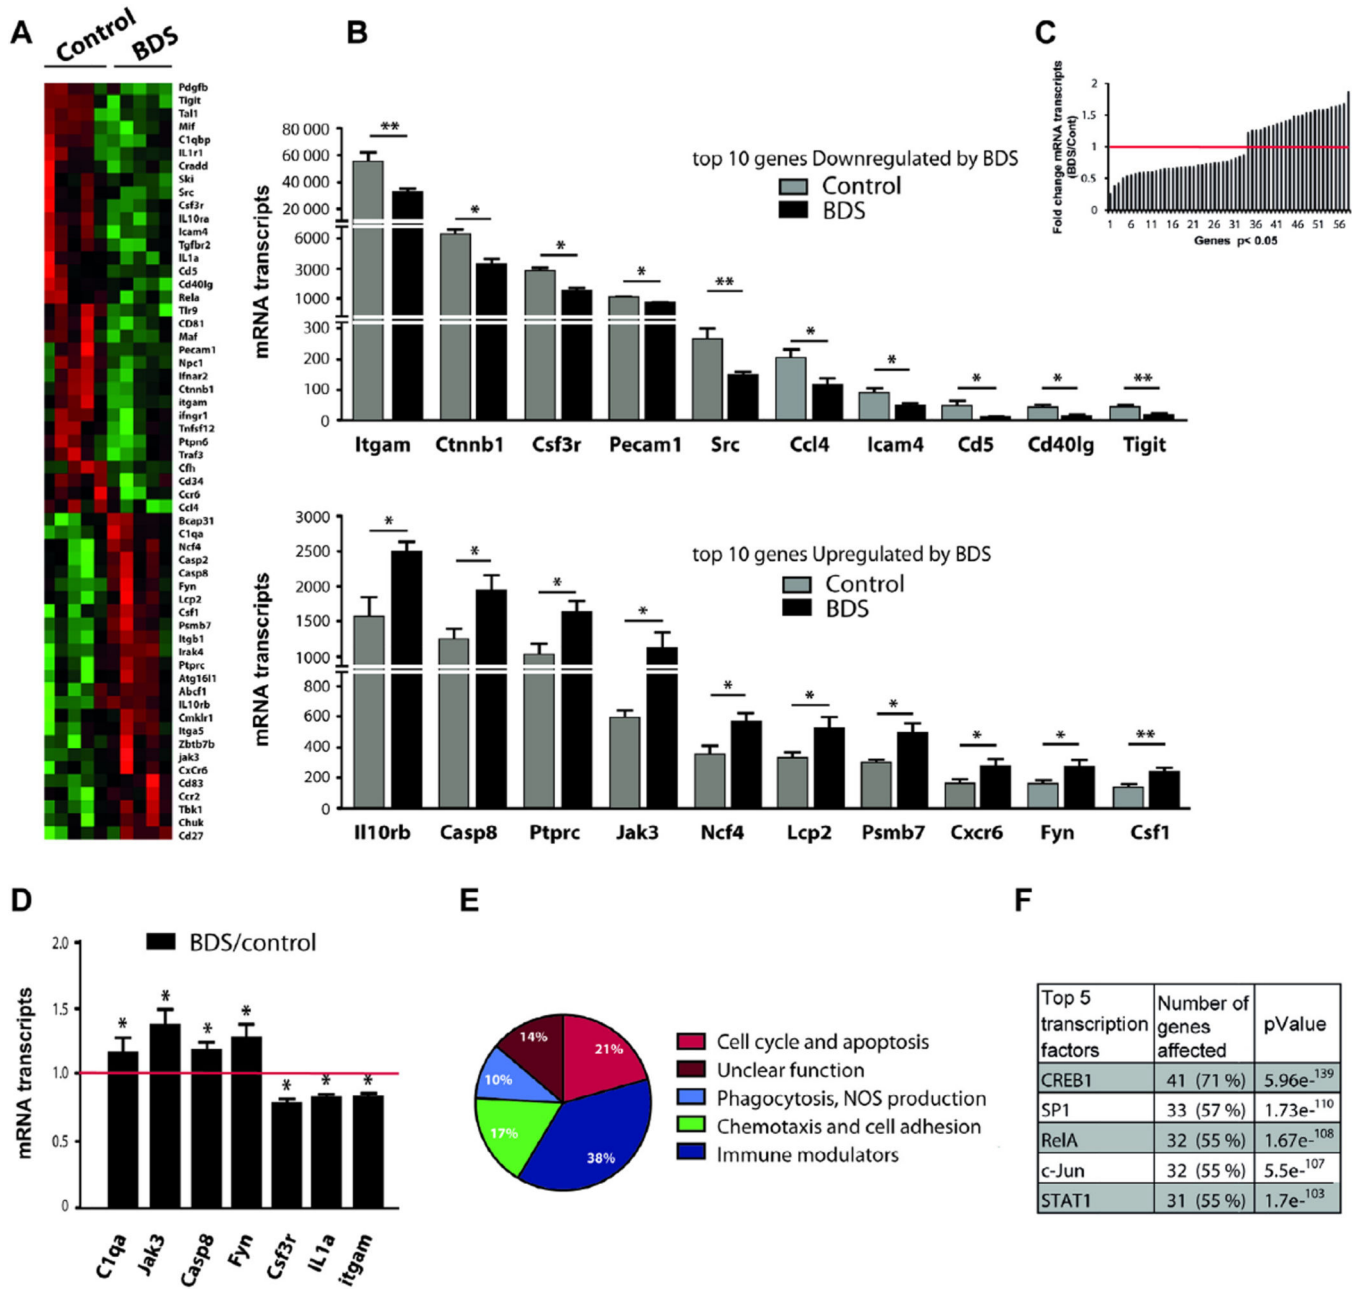 A
Control
BDS
Pdgfb
Tigit
Tal1
Mif
C1qbp
IL1r1
Cradd
Ski
Src
Csf3r
IL10ra
Icam4
Tgfbr2
IL1a
Cd5
Cd40lg
Rela
Tlr9
CD81
Maf
Pecam1
Npc1
Ifnar2
Ctnnb1
itgam
ifngr1
Tnfsf12
Ptpn6
Traf3
Cfh
Cd34
Ccr6
Ccl4
Bcap31
C1qa
Ncf4
Casp2
Casp8
Fyn
Lcp2
Csf1
Psmb7
Itgb1
Irak4
Ptprc
Atg16l1
Abcf1
IL10rb
Cmklr1
Itga5
Zbtb7b
jak3
CxCr6
Cd83
Ccr2
Tbk1
Chuk
Cd27
B
mRNA transcripts
80 000
60 000
40 000
20 000
6000
3000
1000
300
200
100
0
** * * * ** * * * * **
top 10 genes Downregulated by BDS
Control
BDS
Itgam Ctnnb1 Csf3r Pecam1 Src Ccl4 Icam4 Cd5 Cd40lg Tigit
mRNA transcripts
3000
2500
2000
1500
1000
800
600
400
200
0
* * * * * * * * * **
top 10 genes Upregulated by BDS
Control
BDS
Il10rb Casp8 Ptprc Jak3 Ncf4 Lcp2 Psmb7 Cxcr6 Fyn Csf1
C
Fold change mRNA transcripts
(BDS/Cont)
2
1.5
1
0.5
0
1 6 11 16 21 26 31 36 41 46 51 56
Genes p< 0.05
D
mRNA transcripts
2.0
1.5
1.0
0.5
0
BDS/control
* * * * * * *
C1qa Jak3 Casp8 Fyn Csf3r IL1a itgam
E
14%
21%
10%
17%
38%
Cell cycle and apoptosis
Unclear function
Phagocytosis, NOS production
Chemotaxis and cell adhesion
Immune modulators
F
Top 5 transcription factors Number of genes affected pValue
CREB1 41 (71 %) 5.96e-139
SP1 33 (57 %) 1.73e-110
RelA 32 (55 %) 1.67e-108
c-Jun 32 (55 %) 5.5e-107
STAT1 31 (55 %) 1.7e-103